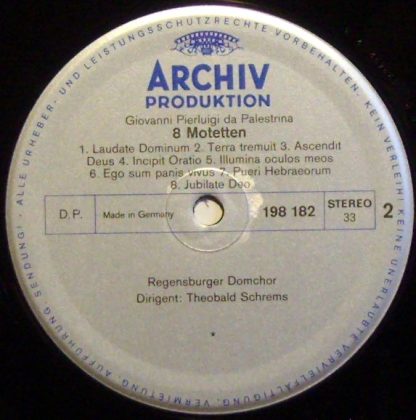 ALLE URHEBER- UND LEISTUNGSSCHUTZRECHTE VORBEHALTEN. KEIN VERLEIH! KEINE UNERLAUBTE VERVIELFÄLTIGUNG, AUFFÜHRUNG, SENDUNG!
ARCHIV
PRODUKTION
Giovanni Pierluigi da Palestrina
8 Motetten
1. Laudate Dominum 2. Terra tremuit 3. Ascendit
Deus 4. Incipit Oratio 5. Illumina oculos meos
6. Ego sum panis vivus 7. Pueri Hebraeorum
8. Jubilate Deo
D.P. Made in Germany 198 182 STEREO 33 2
Regensburger Domchor
Dirigent: Theobald Schrems
*